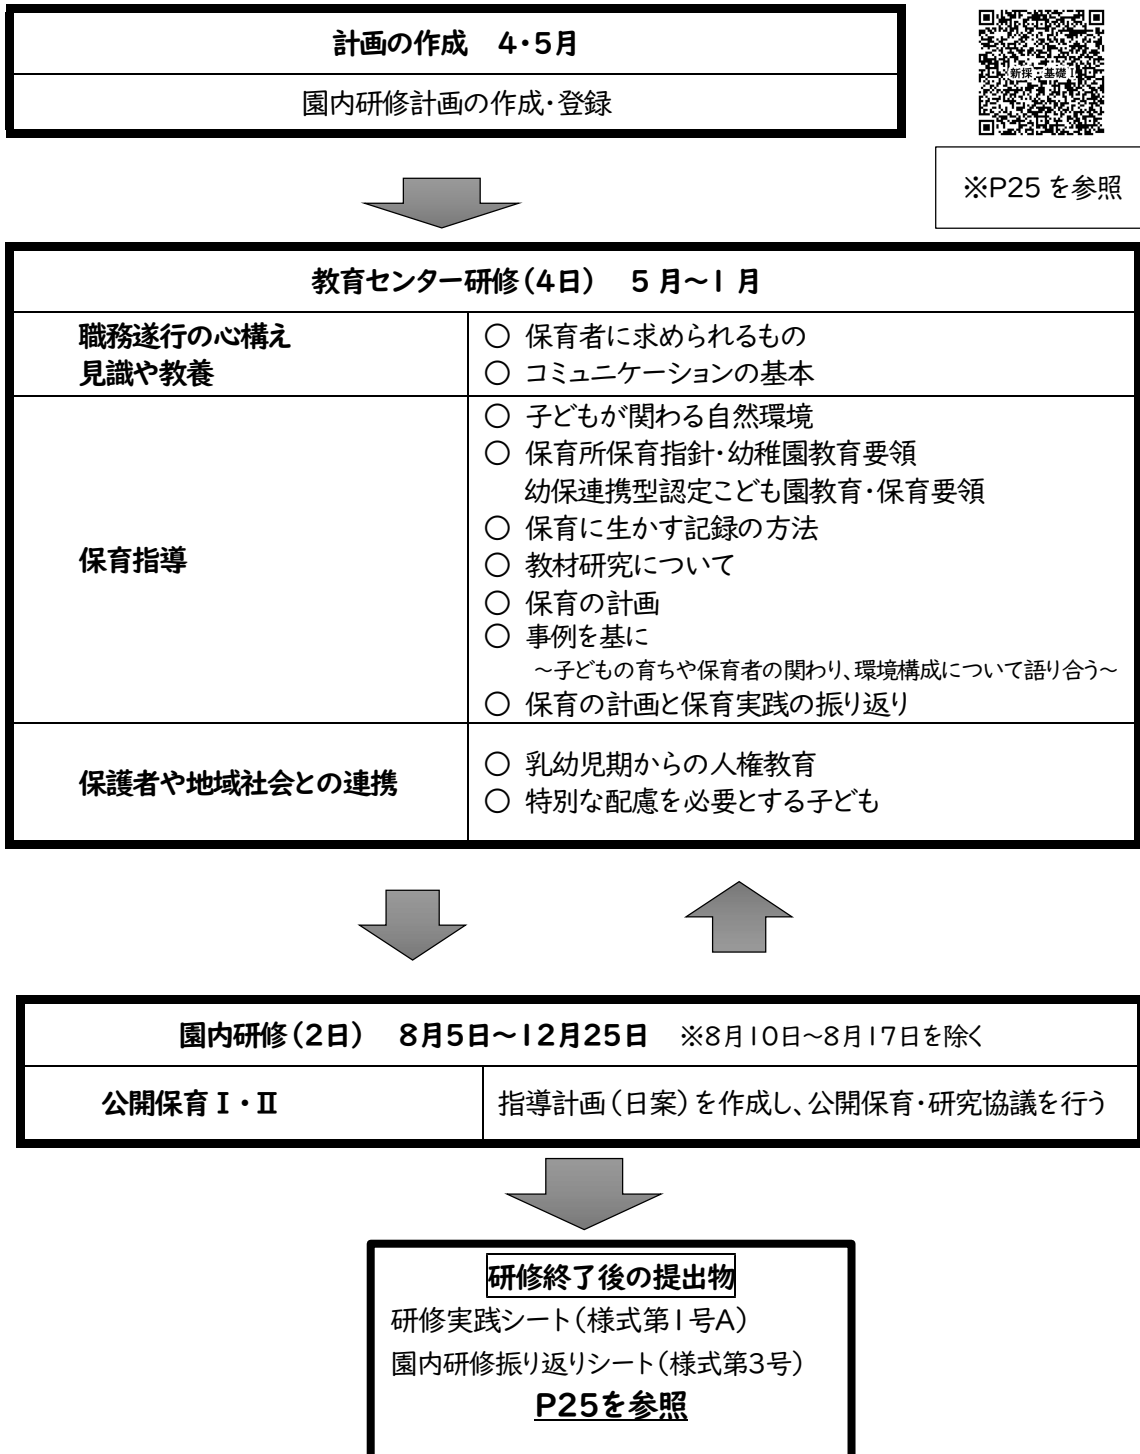 計画の作成　4・5月
園内研修計画の作成・登録
新採・基礎Ⅰ
※P25 を参照
教育センター研修(4日)　5 月～1 月
職務遂行の心構え
見識や教養
○ 保育者に求められるもの
○ コミュニケーションの基本
保育指導
○ 子どもが関わる自然環境
○ 保育所保育指針・幼稚園教育要領
幼保連携型認定こども園教育・保育要領
○ 保育に生かす記録の方法
○ 教材研究について
○ 保育の計画
○ 事例を基に
～子どもの育ちや保育者の関わり、環境構成について語り合う～
○ 保育の計画と保育実践の振り返り
保護者や地域社会との連携
○ 乳幼児期からの人権教育
○ 特別な配慮を必要とする子ども
園内研修(2日)　8月5日～12月25日　※8月10日～8月17日を除く
公開保育Ⅰ・Ⅱ
指導計画(日案)を作成し、公開保育・研究協議を行う
研修終了後の提出物
研修実践シート(様式第1号A)
園内研修振り返りシート(様式第3号)
P25を参照